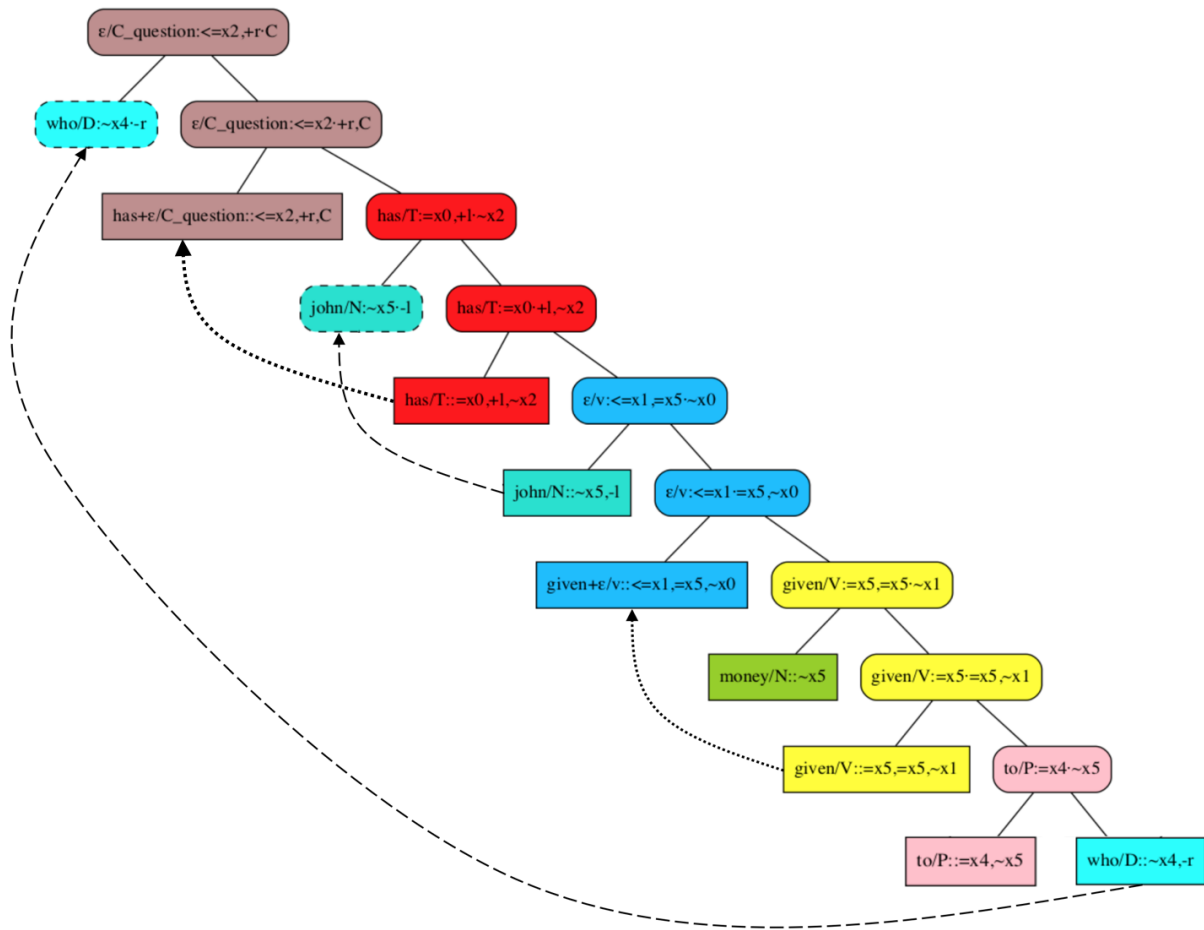 ε/C_question:<=x2,+r·C
who/D:~x4·-r
ε/C_question:<=x2·+r,C
has+ε/C_question::<=x2,+r,C
has/T:=x0,+l·~x2
john/N:~x5·-l
has/T:=x0·+l,~x2
has/T::=x0,+l,~x2
ε/v:<=x1,=x5·~x0
john/N::~x5,-l
ε/v:<=x1·=x5,~x0
given+ε/v::<=x1,=x5,~x0
given/V:=x5,=x5·~x1
money/N::~x5
given/V:=x5·=x5,~x1
given/V::=x5,=x5,~x1
to/P:=x4·~x5
to/P::=x4,~x5
who/D::~x4,-r